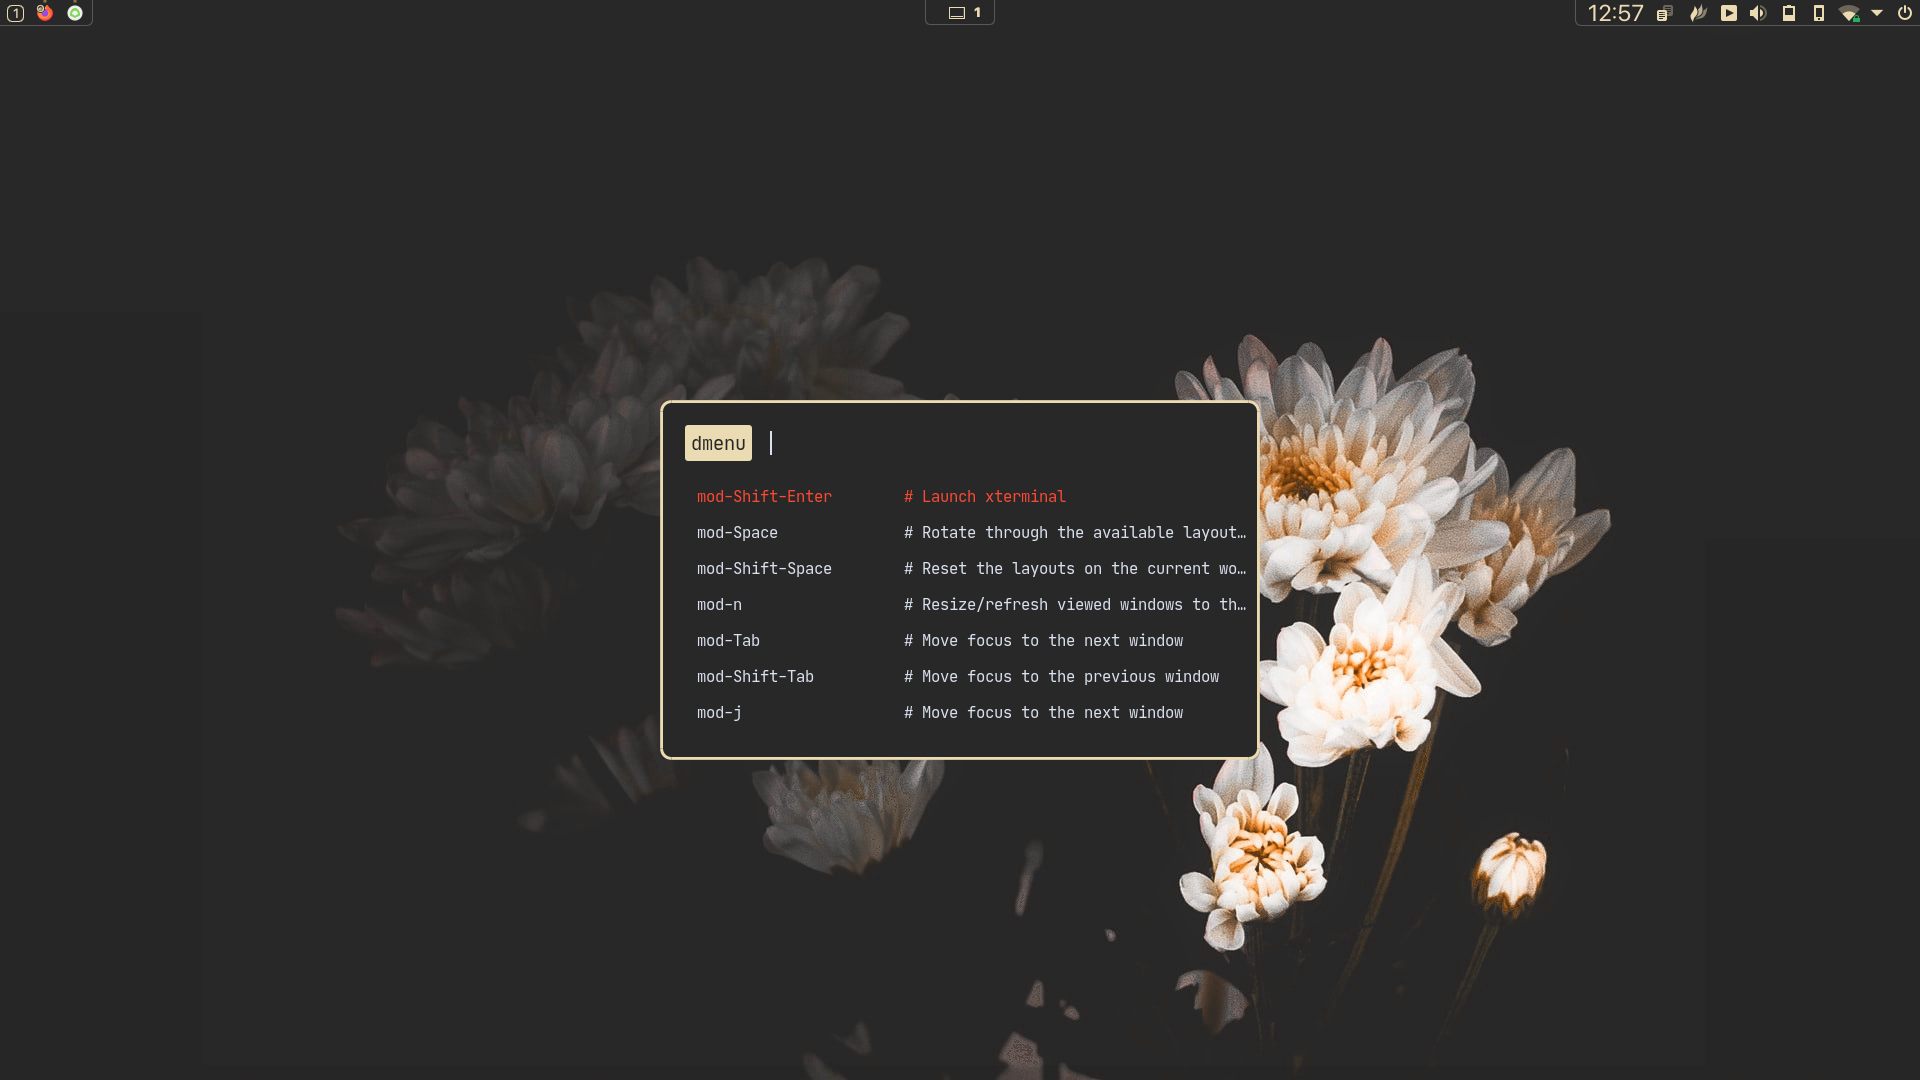 1
1
12:57
dmenu
mod-Shift-Enter # Launch xterminal
mod-Space # Rotate through the available layout…
mod-Shift-Space # Reset the layouts on the current wo…
mod-n # Resize/refresh viewed windows to th…
mod-Tab # Move focus to the next window
mod-Shift-Tab # Move focus to the previous window
mod-j # Move focus to the next window